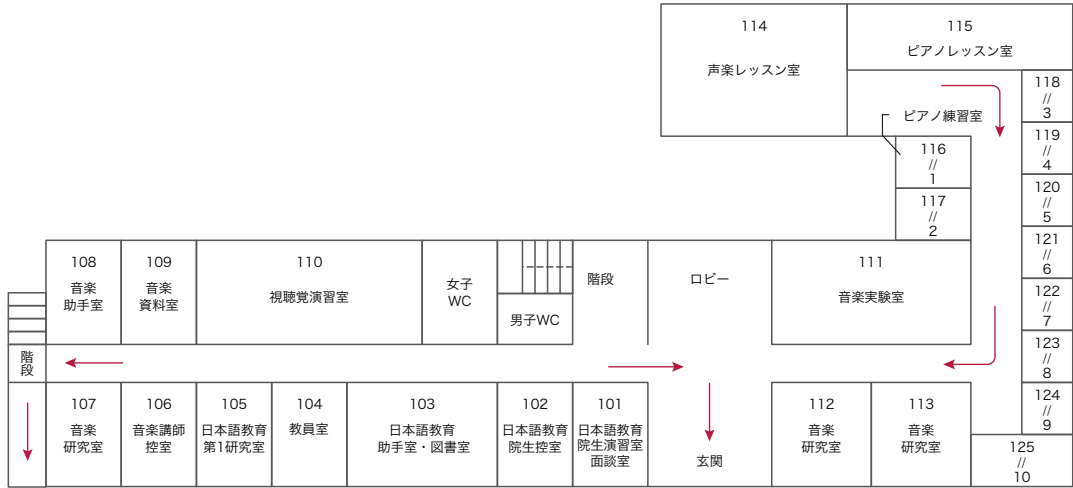 114
声楽レッスン室
115
ピアノレッスン室
118
//
3
ピアノ練習室
119
//
4
116
//
1
120
//
5
117
//
2
121
//
6
108
音楽
助手室
109
音楽
資料室
110
視聴覚演習室
女子
WC
男子WC
階段
ロビー
111
音楽実験室
122
//
7
123
//
8
階段
124
//
9
107
音楽
研究室
106
音楽講師
控室
105
日本語教育
第1研究室
104
教員室
103
日本語教育
助手室・図書室
102
日本語教育
院生控室
101
日本語教育
院生演習室
面談室
玄関
112
音楽
研究室
113
音楽
研究室
125
//
10